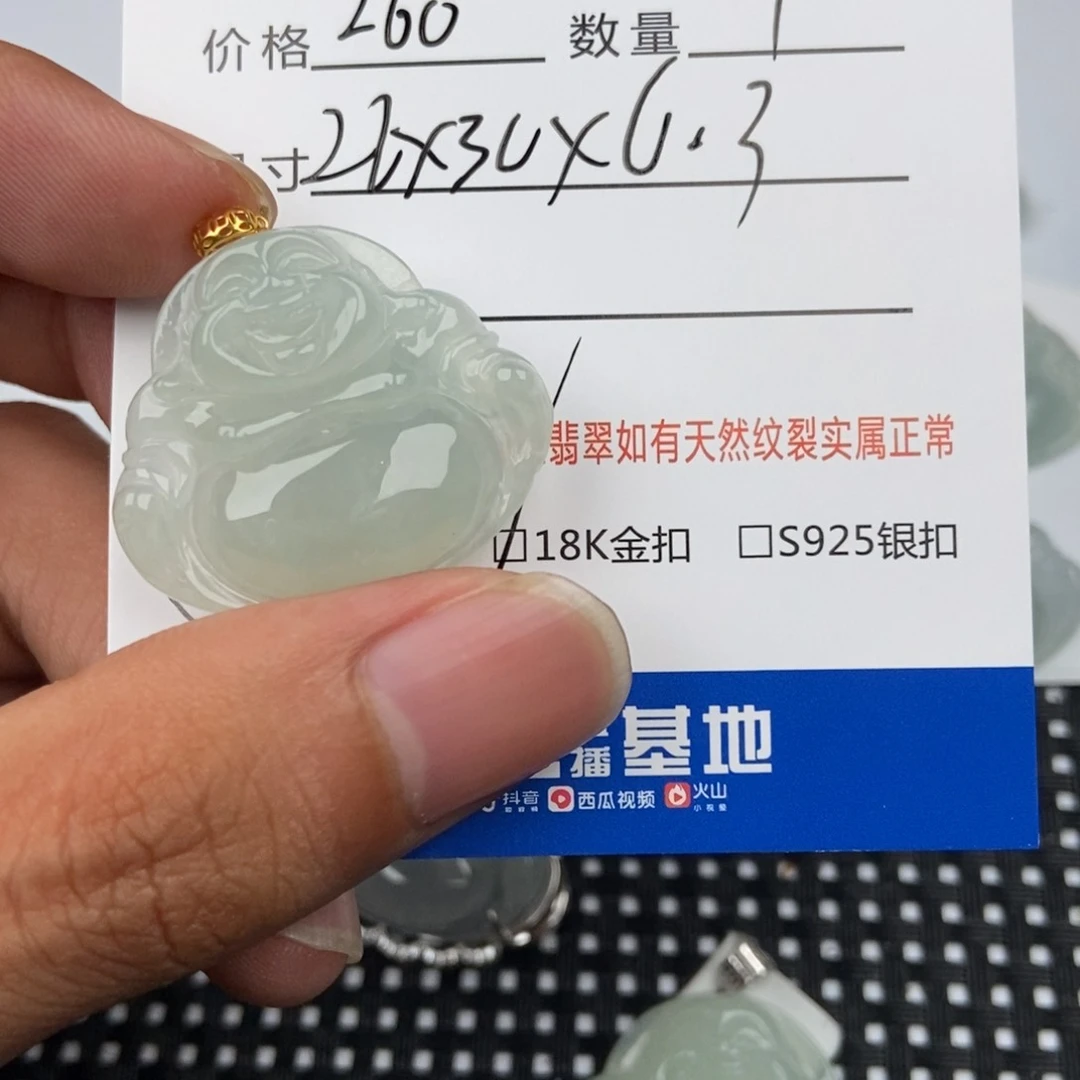 价格 260 数量 1
寸 28x30x6.3
翡翠如有天然纹裂实属正常
□18K金扣 □S925银扣
播基地
抖音 西瓜视频 火山